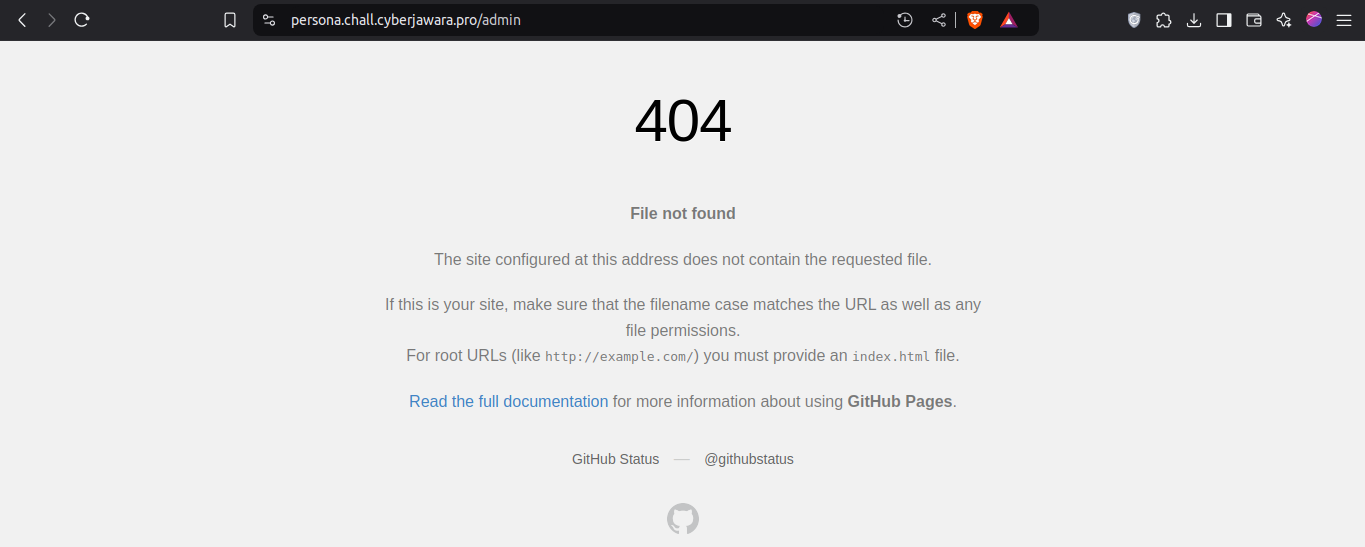 persona.chall.cyberjawara.pro/admin
404
File not found
The site configured at this address does not contain the requested file.
If this is your site, make sure that the filename case matches the URL as well as any
file permissions.
For root URLs (like http://example.com/) you must provide an index.html file.
Read the full documentation for more information about using GitHub Pages.
GitHub Status — @githubstatus